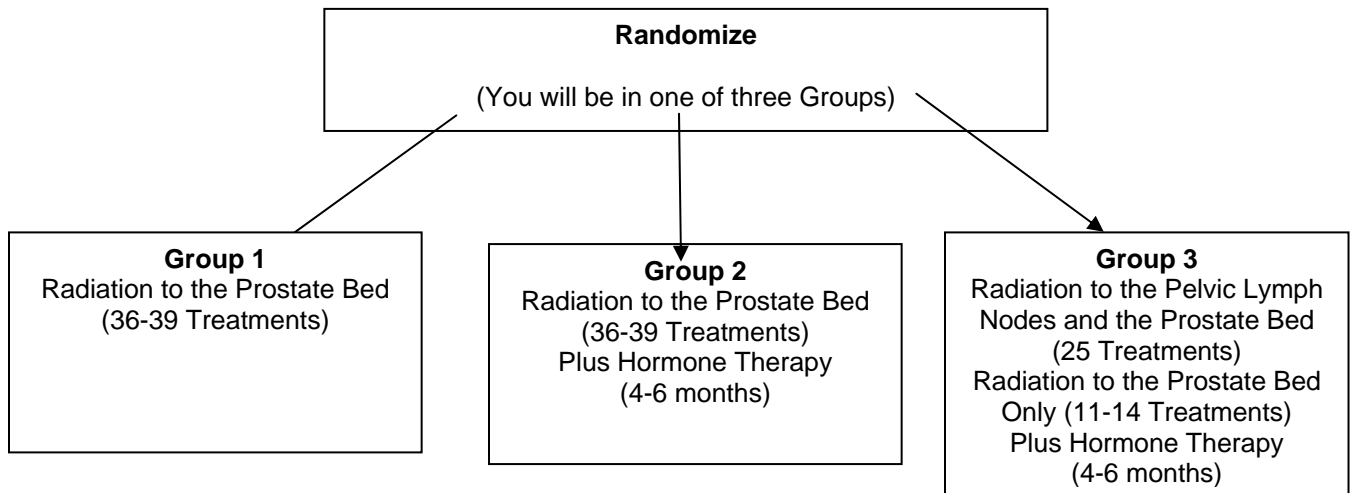 Randomize
(You will be in one of three Groups)
Group 1
Radiation to the Prostate Bed
(36-39 Treatments)
Group 2
Radiation to the Prostate Bed
(36-39 Treatments)
Plus Hormone Therapy
(4-6 months)
Group 3
Radiation to the Pelvic Lymph
Nodes and the Prostate Bed
(25 Treatments)
Radiation to the Prostate Bed
Only (11-14 Treatments)
Plus Hormone Therapy
(4-6 months)